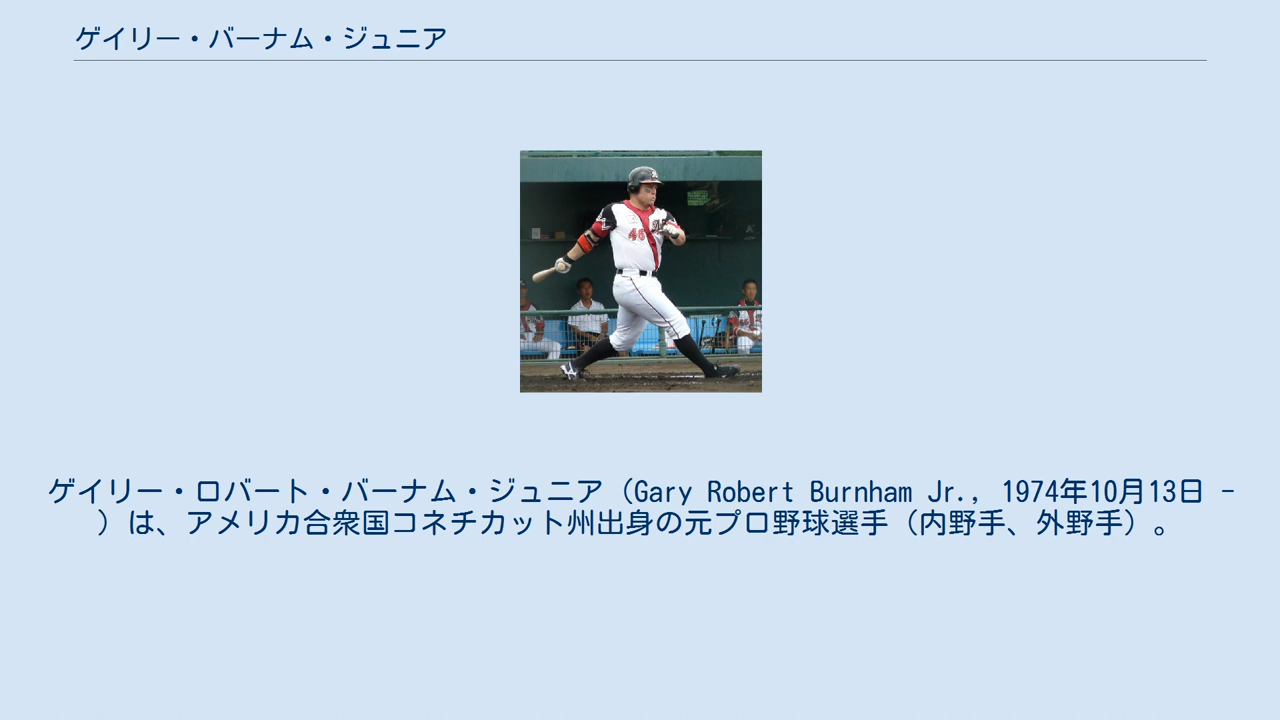 ゲイリー・バーナム・ジュニア
46
ゲイリー・ロバート・バーナム・ジュニア（Gary Robert Burnham Jr., 1974年10月13日 -
）は、アメリカ合衆国コネチカット州出身の元プロ野球選手（内野手、外野手）。